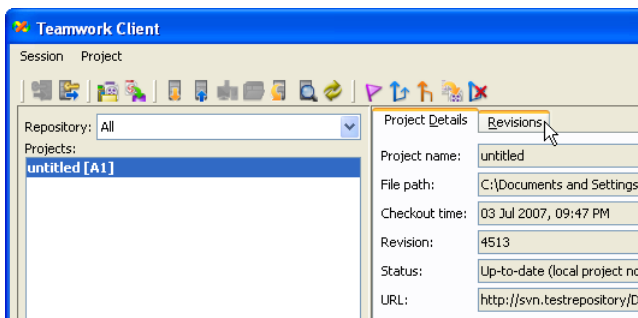 Teamwork Client
Session Project
Repository: All
Projects:
untitled [A1]
Project Details Revisions
Project name: untitled
File path: C:\Documents and Settings
Checkout time: 03 Jul 2007, 09:47 PM
Revision: 4513
Status: Up-to-date (local project no
URL: http://svn.testrepository/D